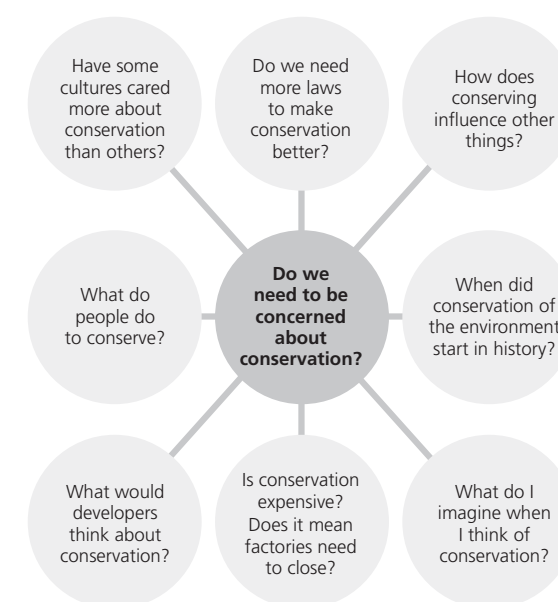 Have some
cultures cared
more about
conservation
than others?
Do we need
more laws
to make
conservation
better?
How does
conserving
influence other
things?
What do
people do
to conserve?
Do we
need to be
concerned
about
conservation?
When did
conservation of
the environment
start in history?
What would
developers
think about
conservation?
Is conservation
expensive?
Does it mean
factories need
to close?
What do I
imagine when
I think of
conservation?